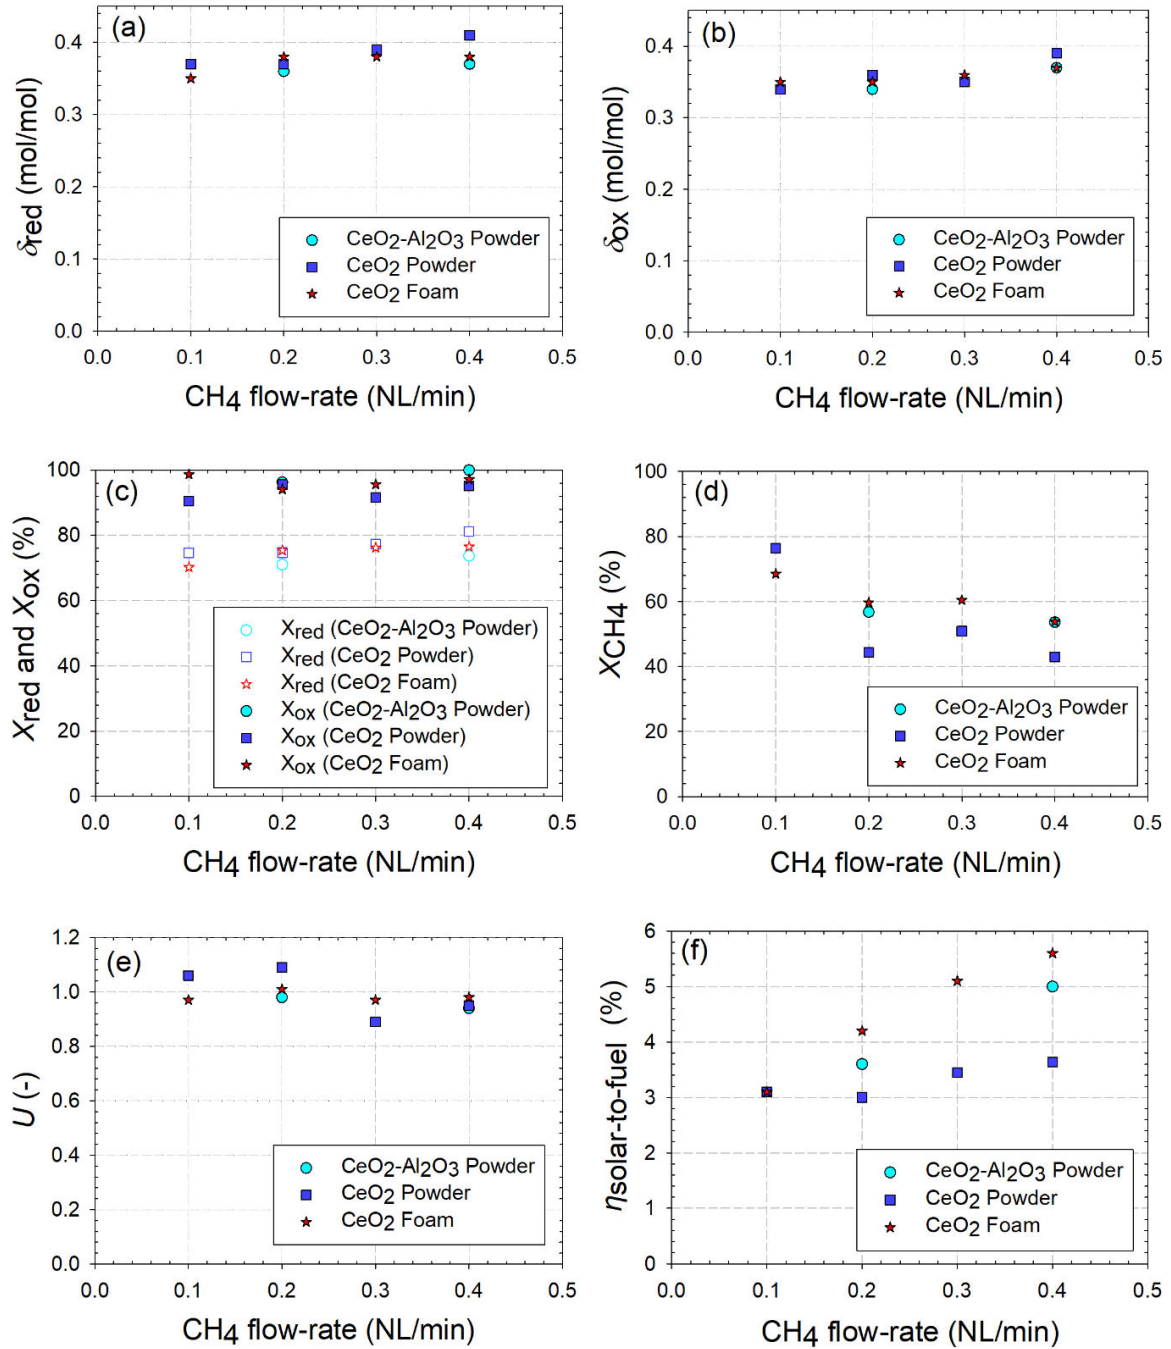 (a)
0.4
0.3
0.2
0.1
0.0
δred (mol/mol)
CeO2-Al2O3 Powder
CeO2 Powder
CeO2 Foam
0.0 0.1 0.2 0.3 0.4 0.5
CH4 flow-rate (NL/min)
(b)
0.4
0.3
0.2
0.1
0.0
δox (mol/mol)
CeO2-Al2O3 Powder
CeO2 Powder
CeO2 Foam
0.0 0.1 0.2 0.3 0.4 0.5
CH4 flow-rate (NL/min)
(c)
100
80
60
40
20
0
Xred and Xox (%)
Xred (CeO2-Al2O3 Powder)
Xred (CeO2 Powder)
Xred (CeO2 Foam)
Xox (CeO2-Al2O3 Powder)
Xox (CeO2 Powder)
Xox (CeO2 Foam)
0.0 0.1 0.2 0.3 0.4 0.5
CH4 flow-rate (NL/min)
(d)
100
80
60
40
20
0
XCH4 (%)
CeO2-Al2O3 Powder
CeO2 Powder
CeO2 Foam
0.0 0.1 0.2 0.3 0.4 0.5
CH4 flow-rate (NL/min)
(e)
1.2
1.0
0.8
0.6
0.4
0.2
0.0
U (-)
CeO2-Al2O3 Powder
CeO2 Powder
CeO2 Foam
0.0 0.1 0.2 0.3 0.4 0.5
CH4 flow-rate (NL/min)
(f)
6
5
4
3
2
1
0
ηsolar-to-fuel (%)
CeO2-Al2O3 Powder
CeO2 Powder
CeO2 Foam
0.0 0.1 0.2 0.3 0.4 0.5
CH4 flow-rate (NL/min)